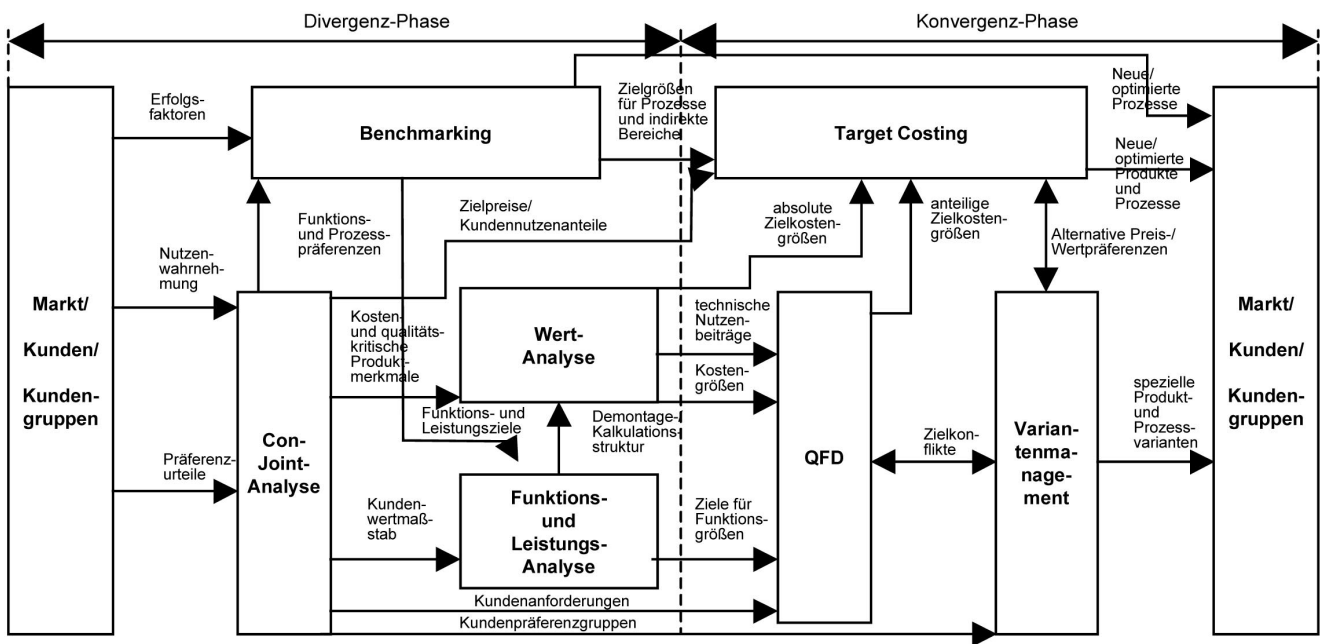 Divergenz-Phase
Konvergenz-Phase
Erfolgs-
faktoren
Benchmarking
Zielgrößen
für Prozesse
und indirekte
Bereiche
Target Costing
Neue/
optimierte
Prozesse
Neue/
optimierte
Produkte
und
Prozesse
Funktions-
und Prozess-
präferenzen
Zielpreise/
Kundennutzenanteile
absolute
Zielkosten-
größen
anteilige
Zielkosten-
größen
Alternative Preis-/
Wertpräferenzen
Nutzen-
wahrneh-
mung
Markt/
Kunden/
Kunden-
gruppen
Kosten-
und qualitäts-
kritische
Produkt-
merkmale
Wert-
Analyse
technische
Nutzen-
beiträge
Kosten-
größen
Markt/
Kunden/
Kunden-
gruppen
Funktions- und
Leistungsziele
Demontage-
Kalkulations-
struktur
spezielle
Produkt-
und
Prozess-
varianten
Präferenz-
urteile
Con-
Joint-
Analyse
QFD
Zielkon-
flikte
Varian-
tenma-
nage-
ment
Kunden-
wertmaß-
stab
Funktions-
und
Leistungs-
Analyse
Ziele für
Funktions-
größen
Kundenanforderungen
Kundenpräferenzgruppen